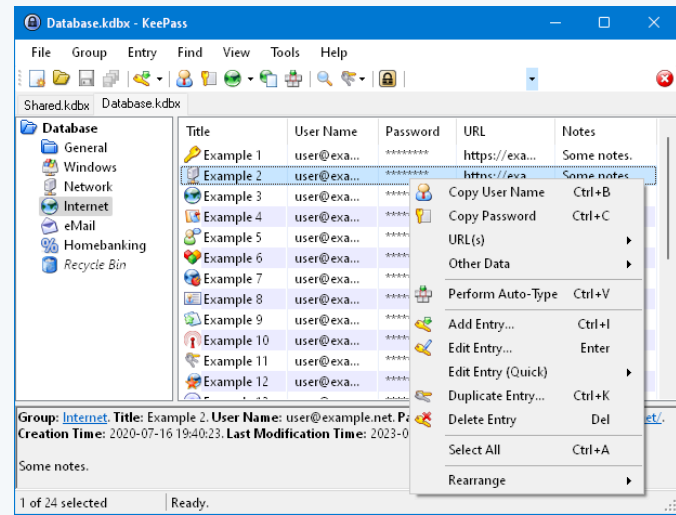 Database.kdbx - KeePass
File Group Entry Find View Tools Help
Shared.kdbx Database.kdbx
Database
General
Windows
Network
Internet
eMail
Homebanking
Recycle Bin
Title User Name Password URL Notes
Example 1 user@exa... ******** https://exa... Some notes.
Example 2 user@exa... ******** https://exa Some notes
Example 3 user@exa...
Example 4 user@exa...
Example 5 user@exa...
Example 6 user@exa...
Example 7 user@exa...
Example 8 user@exa...
Example 9 user@exa...
Example 10 user@exa...
Example 11 user@exa...
Example 12 user@exa...
Copy User Name Ctrl+B
Copy Password Ctrl+C
URL(s)
Other Data
Perform Auto-Type Ctrl+V
Add Entry... Ctrl+I
Edit Entry... Enter
Edit Entry (Quick)
Duplicate Entry... Ctrl+K
Delete Entry Del
Select All Ctrl+A
Rearrange
Group: Internet. Title: Example 2. User Name: user@example.net. et/.
Creation Time: 2020-07-16 19:40:23. Last Modification Time: 2023-0
Some notes.
1 of 24 selected Ready.